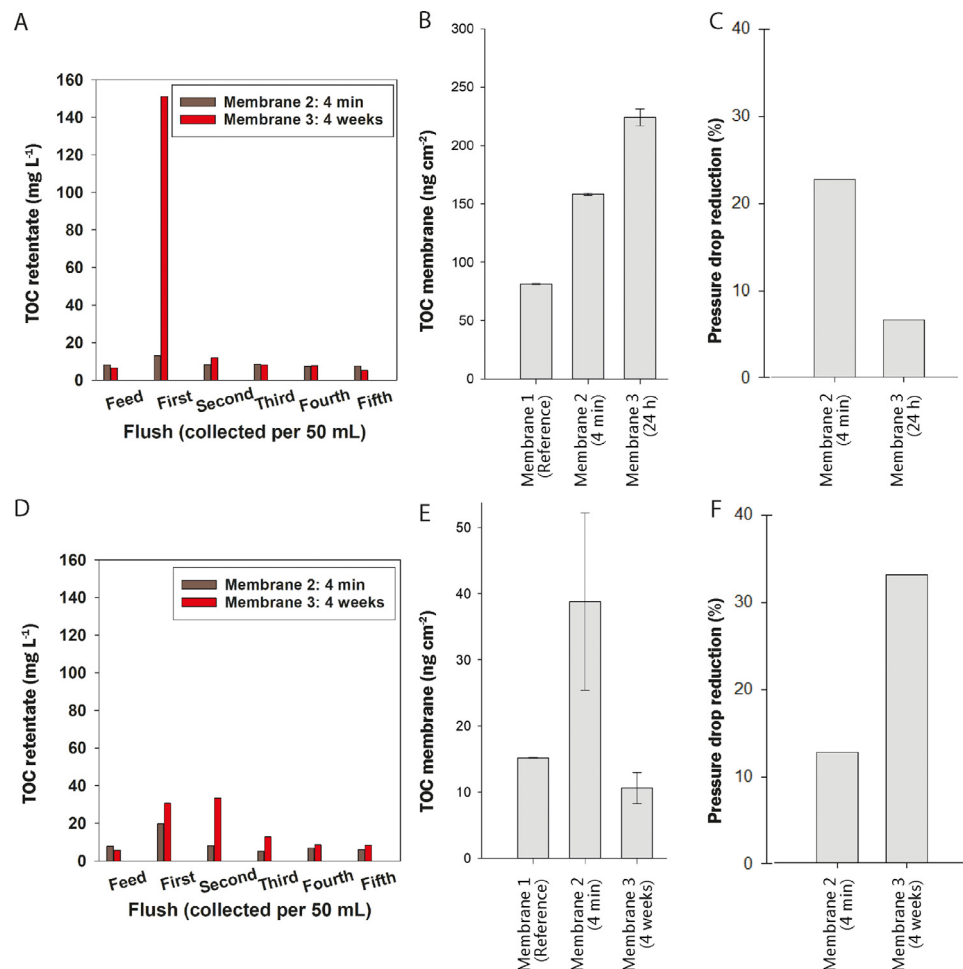 A
TOC retentate (mg L⁻¹)
160
140
120
100
80
60
40
20
0
Membrane 2: 4 min
Membrane 3: 4 weeks
Feed
First
Second
Third
Fourth
Fifth
Flush (collected per 50 mL)
B
TOC membrane (ng cm⁻²)
300
250
200
150
100
50
0
Membrane 1
(Reference)
Membrane 2
(4 min)
Membrane 3
(24 h)
C
Pressure drop reduction (%)
40
30
20
10
0
Membrane 2
(4 min)
Membrane 3
(24 h)
D
TOC retentate (mg L⁻¹)
160
140
120
100
80
60
40
20
0
Membrane 2: 4 min
Membrane 3: 4 weeks
Feed
First
Second
Third
Fourth
Fifth
Flush (collected per 50 mL)
E
TOC membrane (ng cm⁻²)
50
40
30
20
10
0
Membrane 1
(Reference)
Membrane 2
(4 min)
Membrane 3
(4 weeks)
F
Pressure drop reduction (%)
40
30
20
10
0
Membrane 2
(4 min)
Membrane 3
(4 weeks)